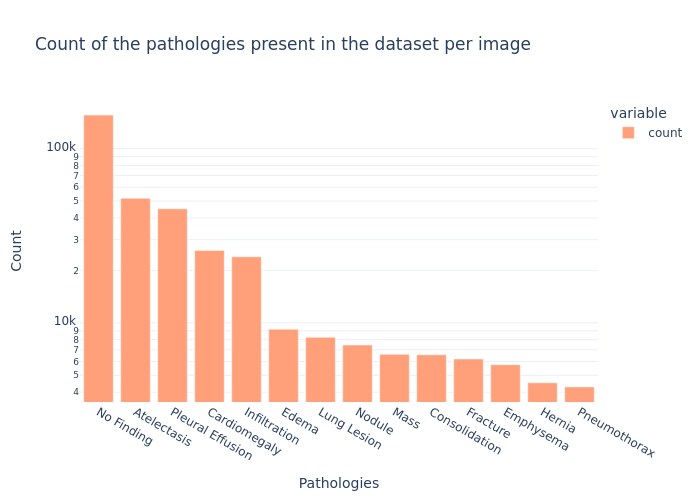 Count of the pathologies present in the dataset per image
variable
count
100k
9
8
7
6
5
4
3
2
10k
9
8
7
6
5
4
Count
No Finding
Atelectasis
Pleural Effusion
Cardiomegaly
Infiltration
Edema
Lung Lesion
Nodule
Mass
Consolidation
Fracture
Emphysema
Hernia
Pneumothorax
Pathologies